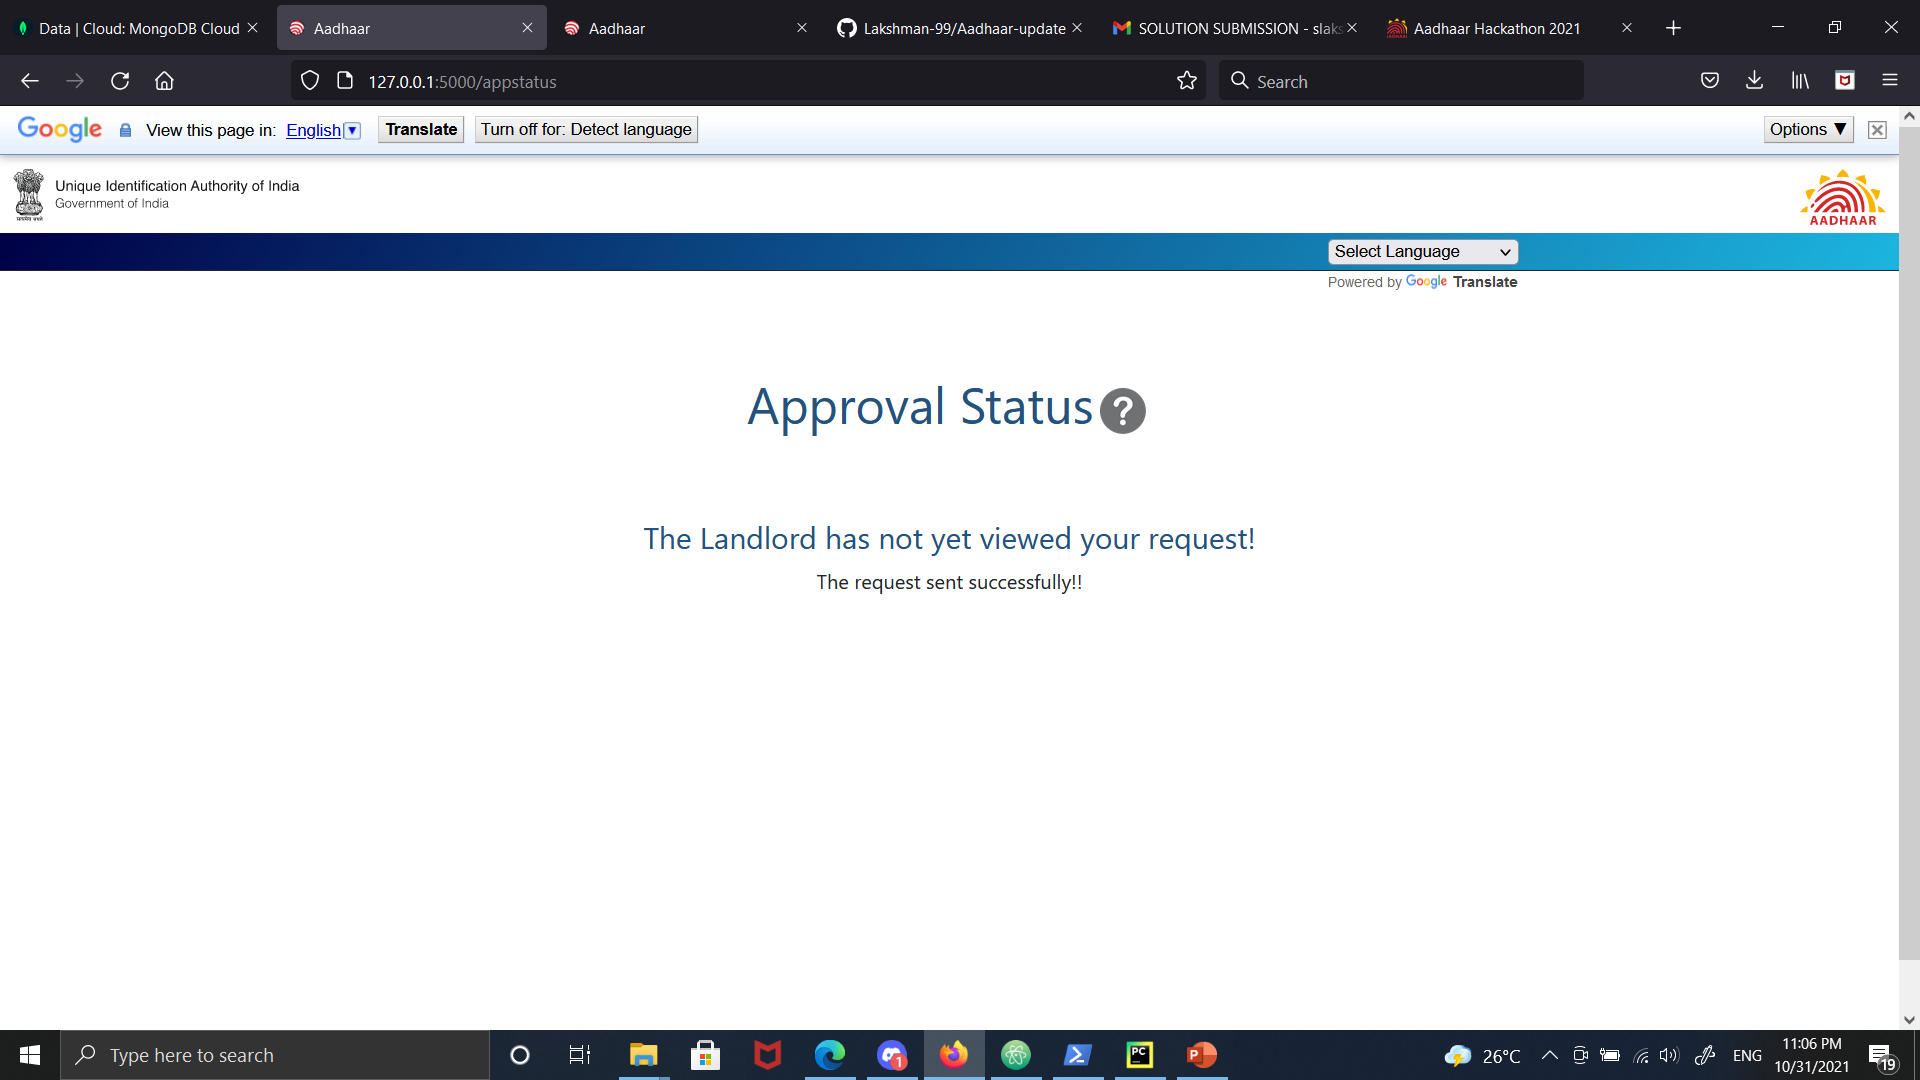 Data | Cloud: MongoDB Cloud
Aadhaar
Aadhaar
Lakshman-99/Aadhaar-update
SOLUTION SUBMISSION - slaks
Aadhaar Hackathon 2021
127.0.0.1:5000/appstatus
Search
Google View this page in: English ▼ Translate Turn off for: Detect language Options ▼
Unique Identification Authority of India
Government of India
AADHAAR
Select Language
Powered by Google Translate
Approval Status ?
The Landlord has not yet viewed your request!
The request sent successfully!!
Type here to search
1
PC
P
26°C
ENG
11:06 PM
10/31/2021
19